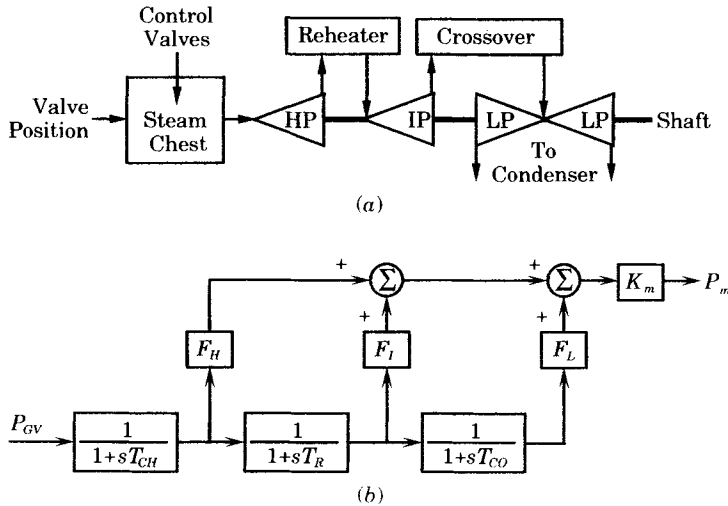 Control
Valves
Reheater
Crossover
Valve
Position
Steam
Chest
HP
IP
LP
LP
Shaft
To
Condenser
(a)
+
Σ
+
Σ
K_m
P_m
+
+
F_H
F_I
F_L
P_GV
1
1+sT_CH
1
1+sT_R
1
1+sT_CO
(b)